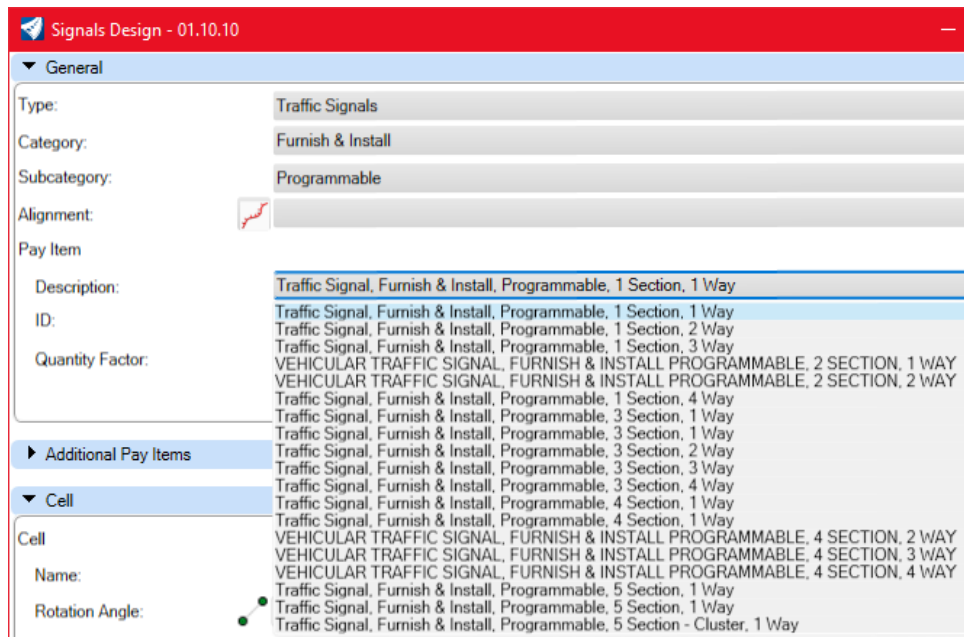 Signals Design - 01.10.10
General
Type: Traffic Signals
Category: Furnish & Install
Subcategory: Programmable
Alignment:
Pay Item
Description: Traffic Signal, Furnish & Install, Programmable, 1 Section, 1 Way
ID:
Quantity Factor:
Traffic Signal, Furnish & Install, Programmable, 1 Section, 1 Way
Traffic Signal, Furnish & Install, Programmable, 1 Section, 2 Way
Traffic Signal, Furnish & Install, Programmable, 1 Section, 3 Way
VEHICULAR TRAFFIC SIGNAL, FURNISH & INSTALL PROGRAMMABLE, 2 SECTION, 1 WAY
VEHICULAR TRAFFIC SIGNAL, FURNISH & INSTALL PROGRAMMABLE, 2 SECTION, 2 WAY
Traffic Signal, Furnish & Install, Programmable, 1 Section, 4 Way
Traffic Signal, Furnish & Install, Programmable, 3 Section, 1 Way
Traffic Signal, Furnish & Install, Programmable, 3 Section, 1 Way
Traffic Signal, Furnish & Install, Programmable, 3 Section, 2 Way
Traffic Signal, Furnish & Install, Programmable, 3 Section, 3 Way
Traffic Signal, Furnish & Install, Programmable, 3 Section, 4 Way
Traffic Signal, Furnish & Install, Programmable, 4 Section, 1 Way
Traffic Signal, Furnish & Install, Programmable, 4 Section, 1 Way
VEHICULAR TRAFFIC SIGNAL, FURNISH & INSTALL PROGRAMMABLE, 4 SECTION, 2 WAY
VEHICULAR TRAFFIC SIGNAL, FURNISH & INSTALL PROGRAMMABLE, 4 SECTION, 3 WAY
VEHICULAR TRAFFIC SIGNAL, FURNISH & INSTALL PROGRAMMABLE, 4 SECTION, 4 WAY
Traffic Signal, Furnish & Install, Programmable, 5 Section, 1 Way
Traffic Signal, Furnish & Install, Programmable, 5 Section, 1 Way
Traffic Signal, Furnish & Install, Programmable, 5 Section - Cluster, 1 Way
Additional Pay Items
Cell
Cell
Name:
Rotation Angle: